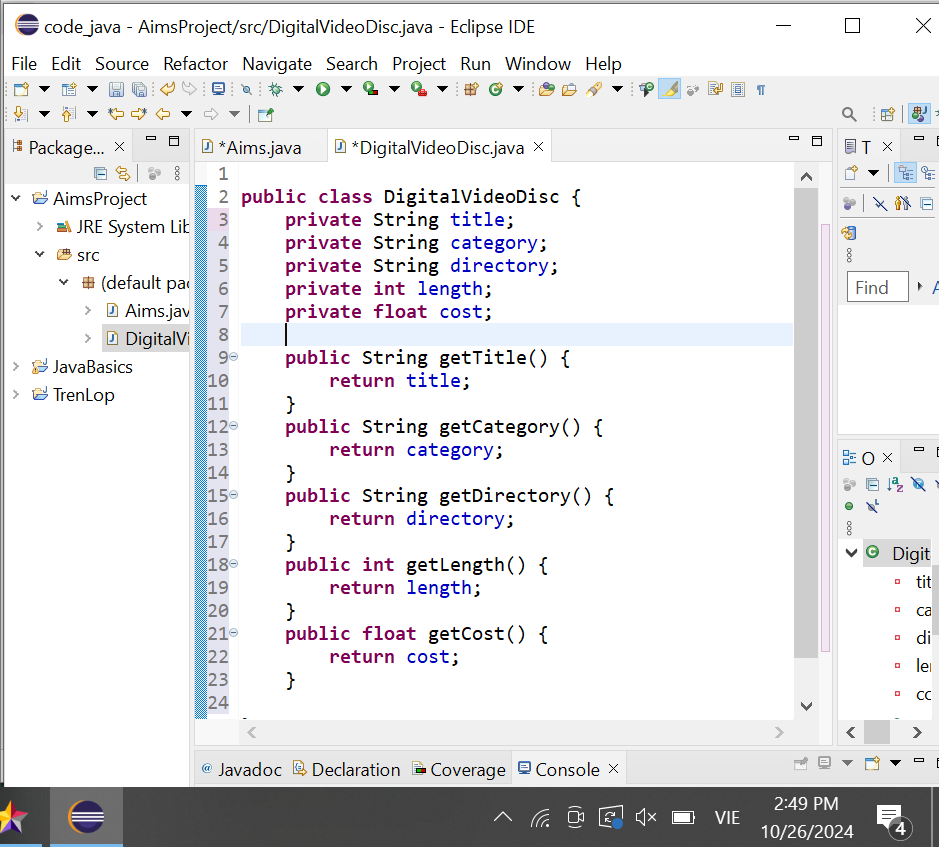 code_java - AimsProject/src/DigitalVideoDisc.java - Eclipse IDE
File Edit Source Refactor Navigate Search Project Run Window Help
Package...
*Aims.java
*DigitalVideoDisc.java
T
AimsProject
JRE System Lib
src
(default pac
Aims.jav
DigitalVi
JavaBasics
TrenLop
1
2 public class DigitalVideoDisc {
3 private String title;
4 private String category;
5 private String directory;
6 private int length;
7 private float cost;
8
9 public String getTitle() {
10 return title;
11 }
12 public String getCategory() {
13 return category;
14 }
15 public String getDirectory() {
16 return directory;
17 }
18 public int getLength() {
19 return length;
20 }
21 public float getCost() {
22 return cost;
23 }
24
Find
A
O
Digit
tit
ca
di
le
co
@ Javadoc Declaration Coverage Console
VIE
2:49 PM
10/26/2024
4